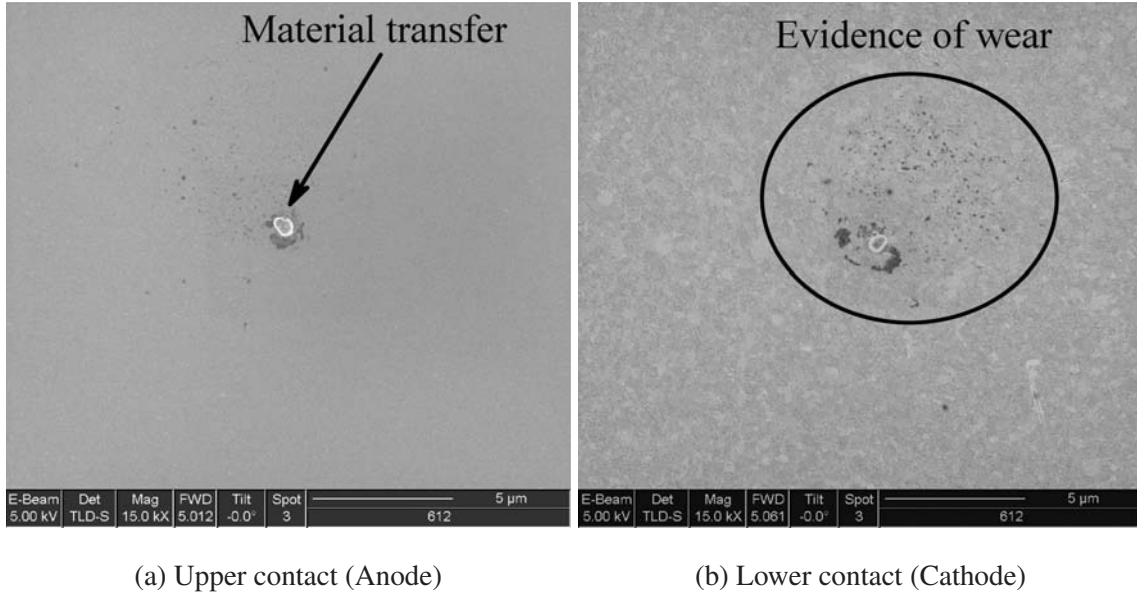 Material transfer
E-Beam Det Mag FWD Tilt Spot 5 µm
5.00 kV TLD-S 15.0 kX 5.012 -0.0° 3 612
(a) Upper contact (Anode)
Evidence of wear
E-Beam Det Mag FWD Tilt Spot 5 µm
5.00 kV TLD-S 15.0 kX 5.061 -0.0° 3 612
(b) Lower contact (Cathode)